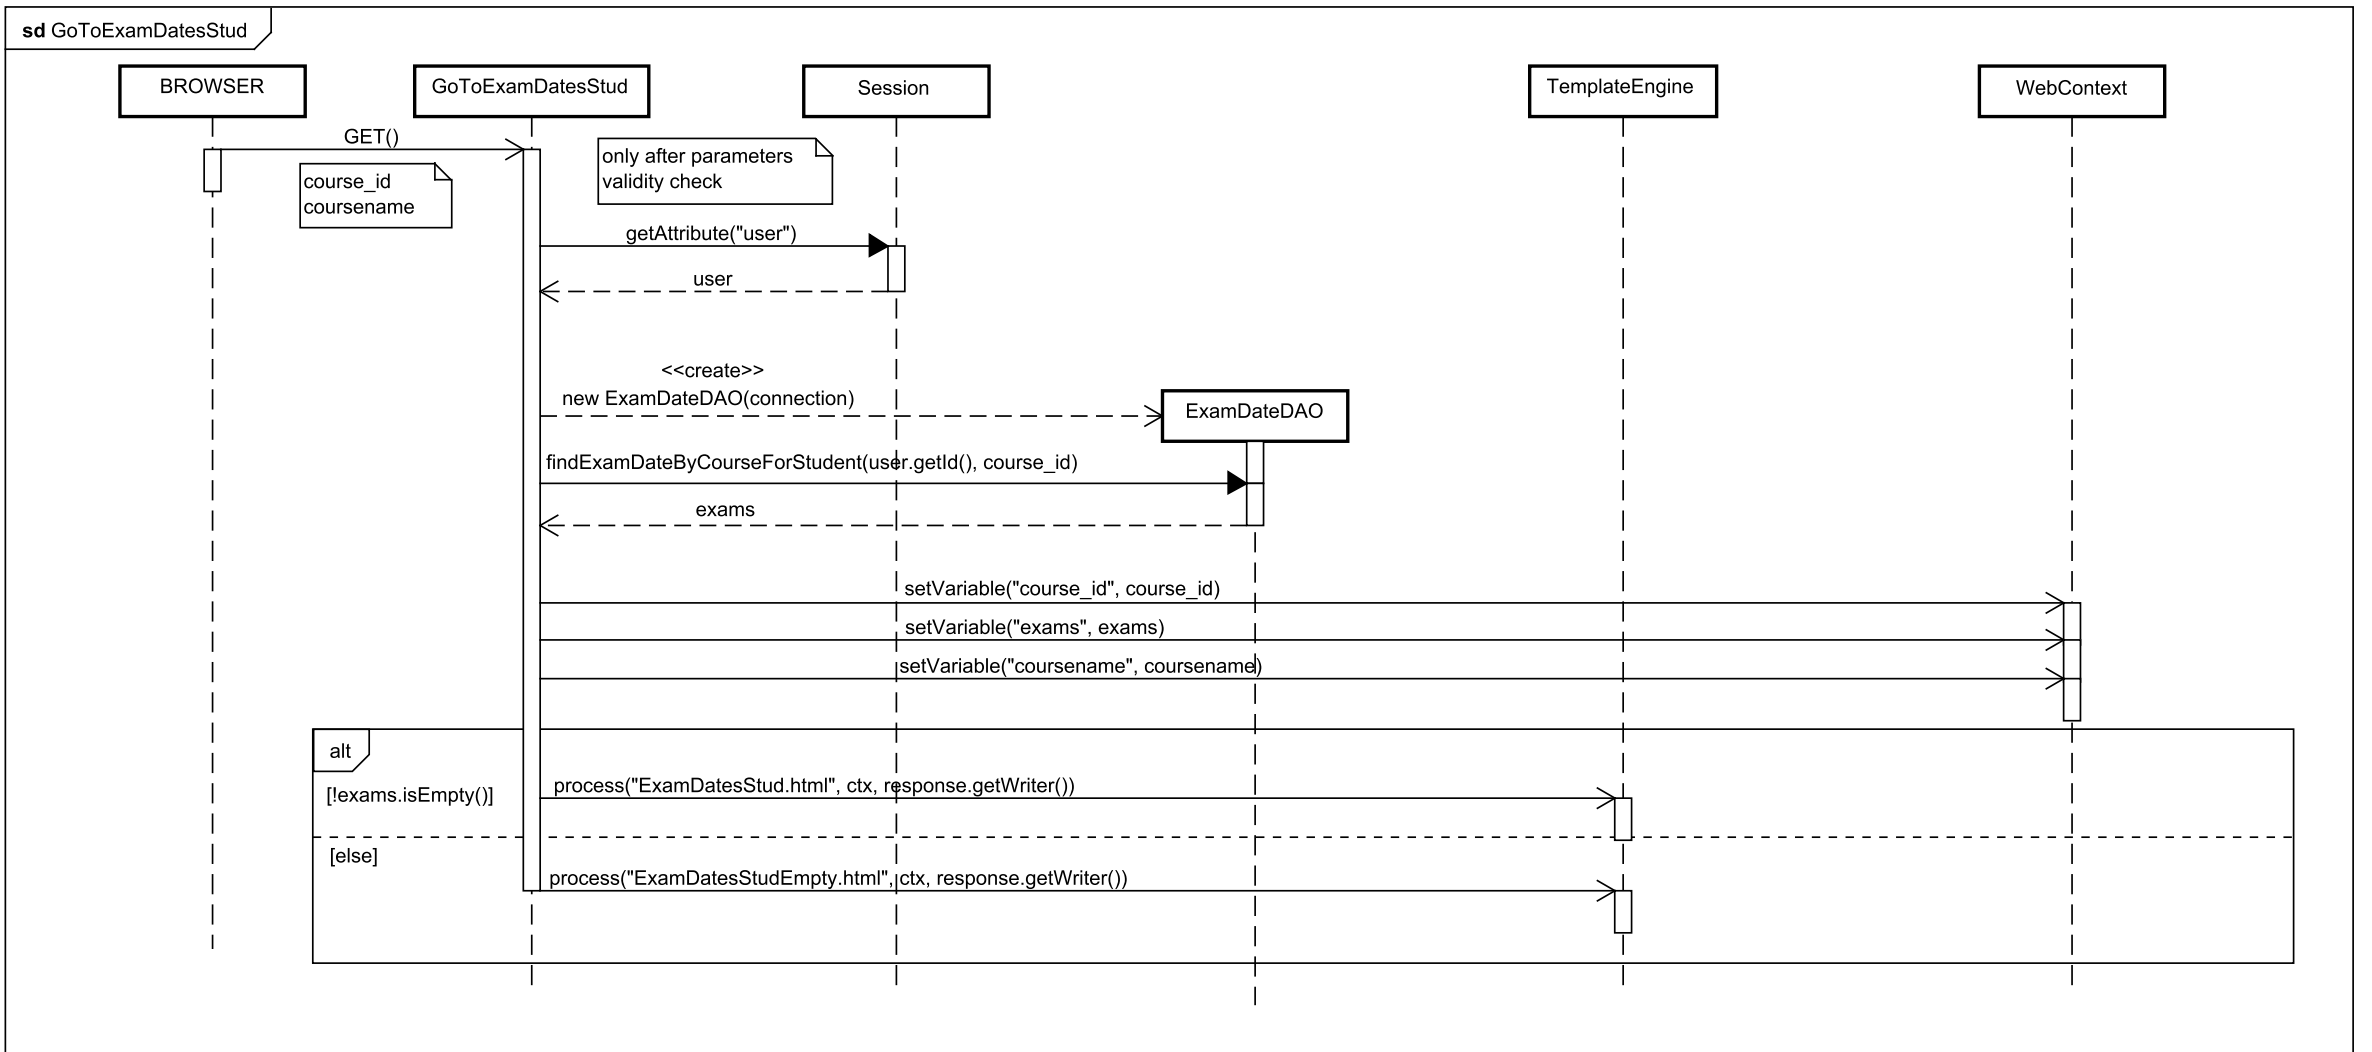 sd GoToExamDatesStud
BROWSER
GoToExamDatesStud
Session
TemplateEngine
WebContext
GET()
course_id
coursename
only after parameters
validity check
getAttribute("user")
user
<<create>>
new ExamDateDAO(connection)
ExamDateDAO
findExamDateByCourseForStudent(user.getId(), course_id)
exams
setVariable("course_id", course_id)
setVariable("exams", exams)
setVariable("coursename", coursename)
alt
[!exams.isEmpty()]
process("ExamDatesStud.html", ctx, response.getWriter())
[else]
process("ExamDatesStudEmpty.html", ctx, response.getWriter())